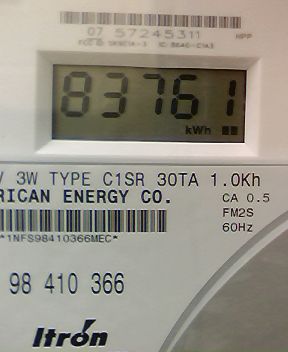 07 57245311
83761
kWh
V 3W TYPE C1SR 30TA 1.0Kh
RICAN ENERGY CO.
CA 0.5
FM2S
60Hz
*1NFS98410366MEC*
98 410 366
Itrón